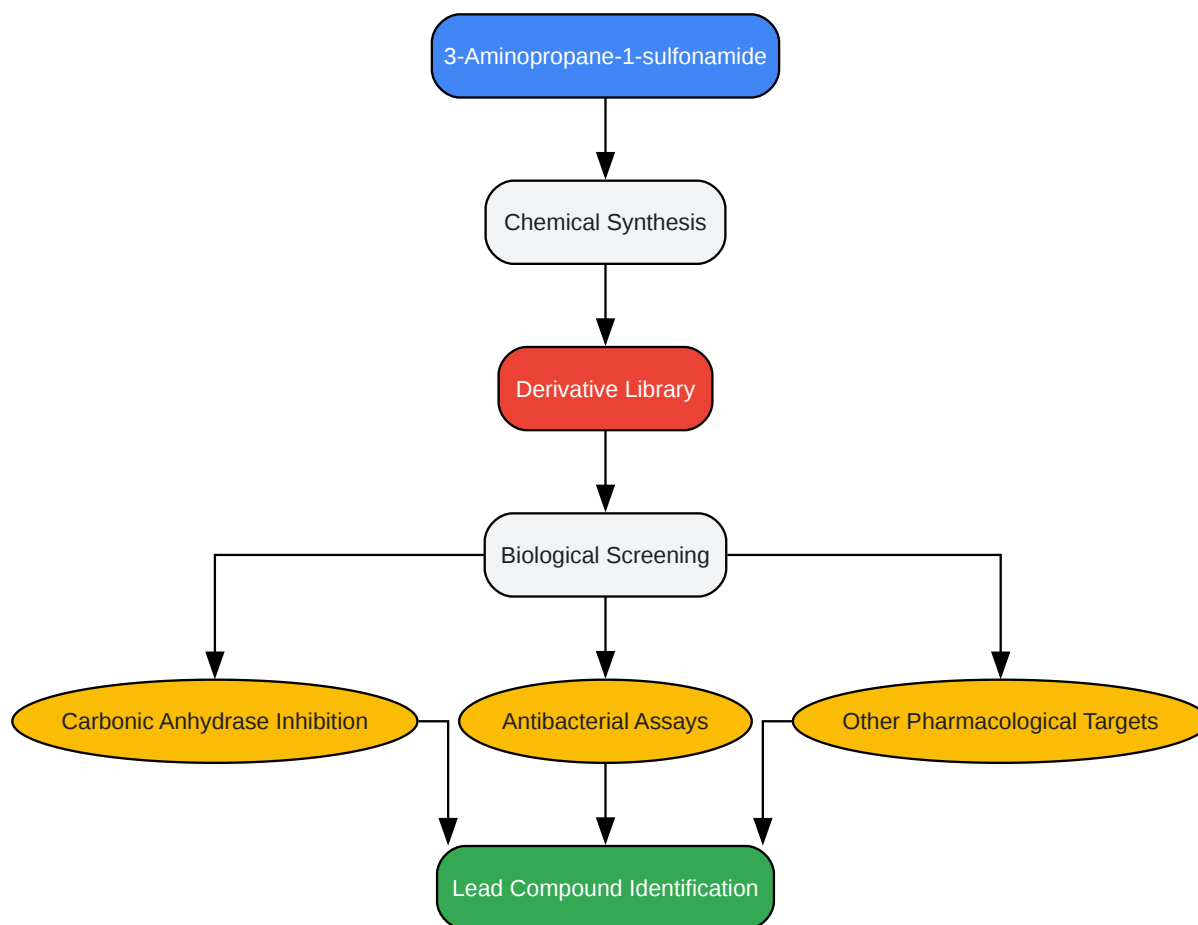 3-Aminopropane-1-sulfonamide
Chemical Synthesis
Derivative Library
Biological Screening
Carbonic Anhydrase Inhibition
Antibacterial Assays
Other Pharmacological Targets
Lead Compound Identification